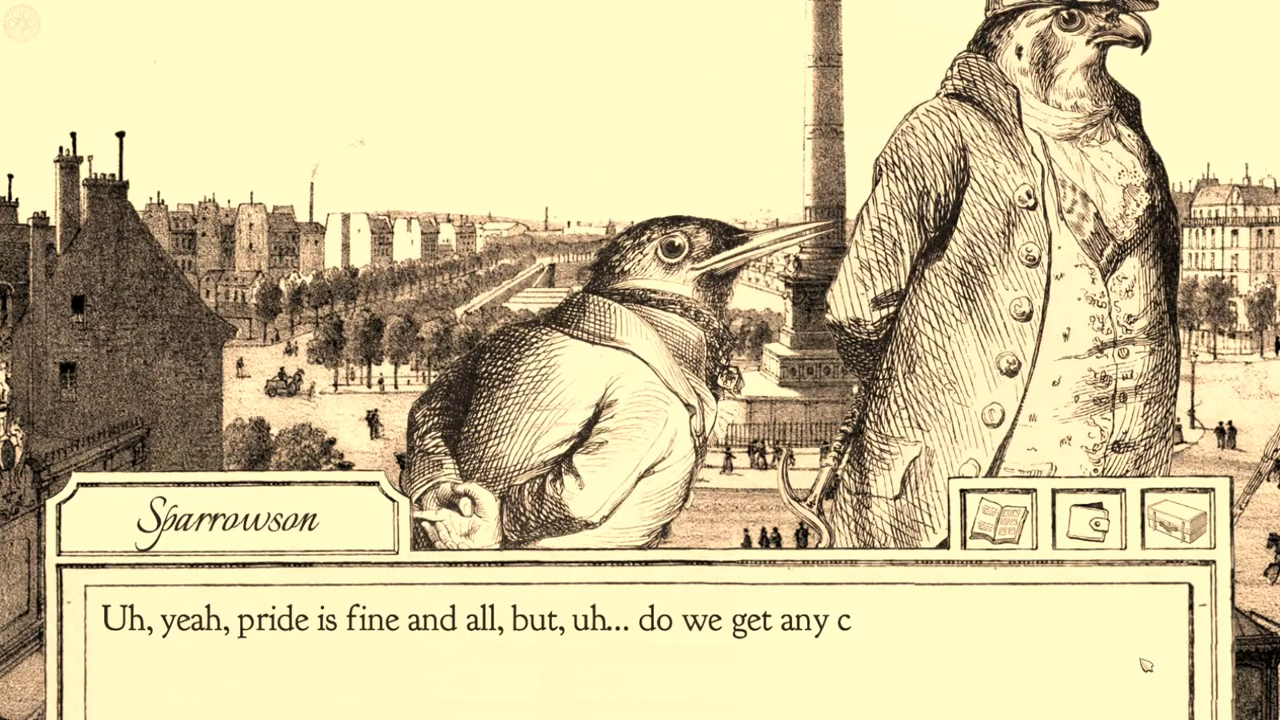 Sparrowson
Uh, yeah, pride is fine and all, but, uh... do we get any c